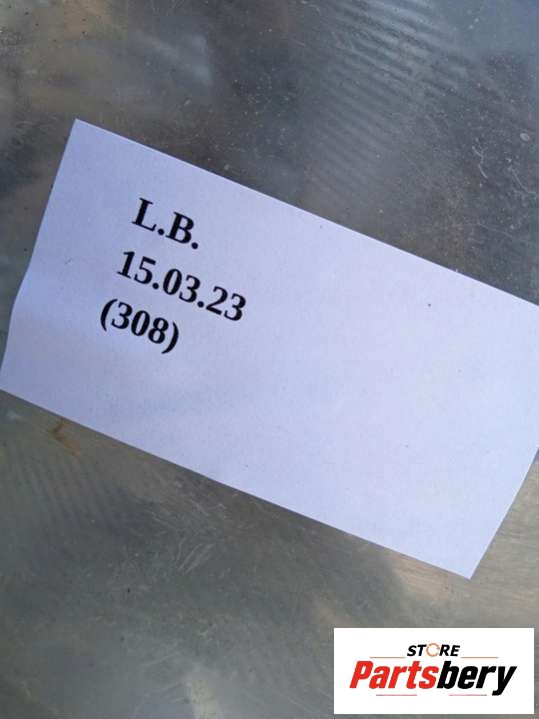 L.B.
15.03.23
(308)
STORE
Partsbery